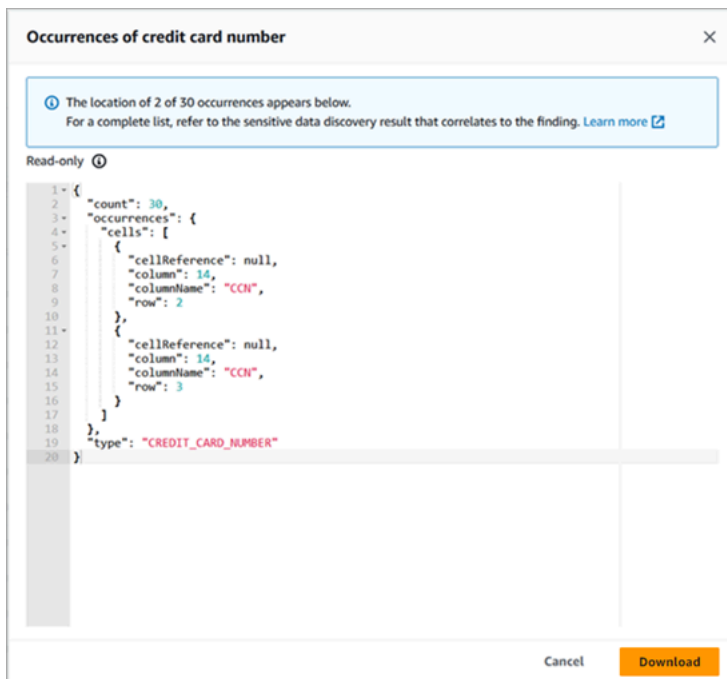 Occurrences of credit card number
The location of 2 of 30 occurrences appears below.
For a complete list, refer to the sensitive data discovery result that correlates to the finding. Learn more
Read-only
1 {
2 "count": 30,
3 "occurrences": {
4 "cells": [
5 {
6 "cellReference": null,
7 "column": 14,
8 "columnName": "CCN",
9 "row": 2
10 },
11 {
12 "cellReference": null,
13 "column": 14,
14 "columnName": "CCN",
15 "row": 3
16 }
17 ]
18 },
19 "type": "CREDIT_CARD_NUMBER"
20 }
Cancel Download